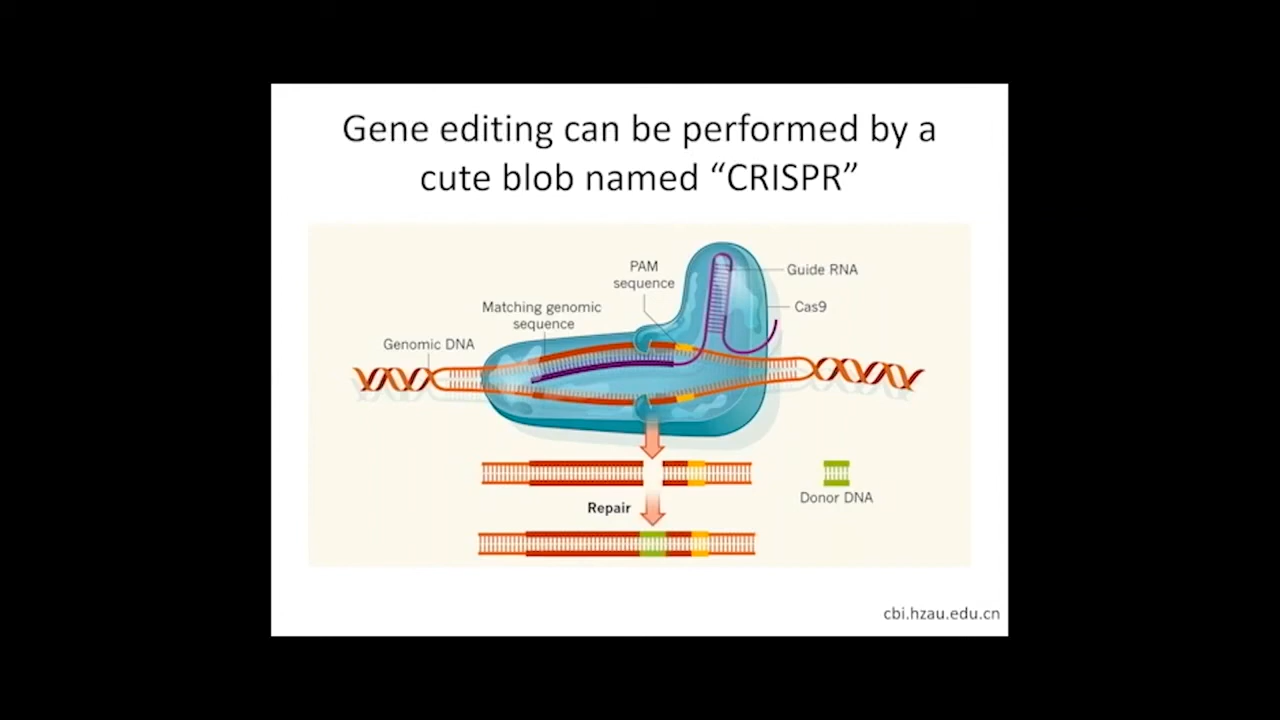 Gene editing can be performed by a
cute blob named “CRISPR”
PAM
sequence
Guide RNA
Matching genomic
sequence
Cas9
Genomic DNA
Donor DNA
Repair
cbi.hzau.edu.cn